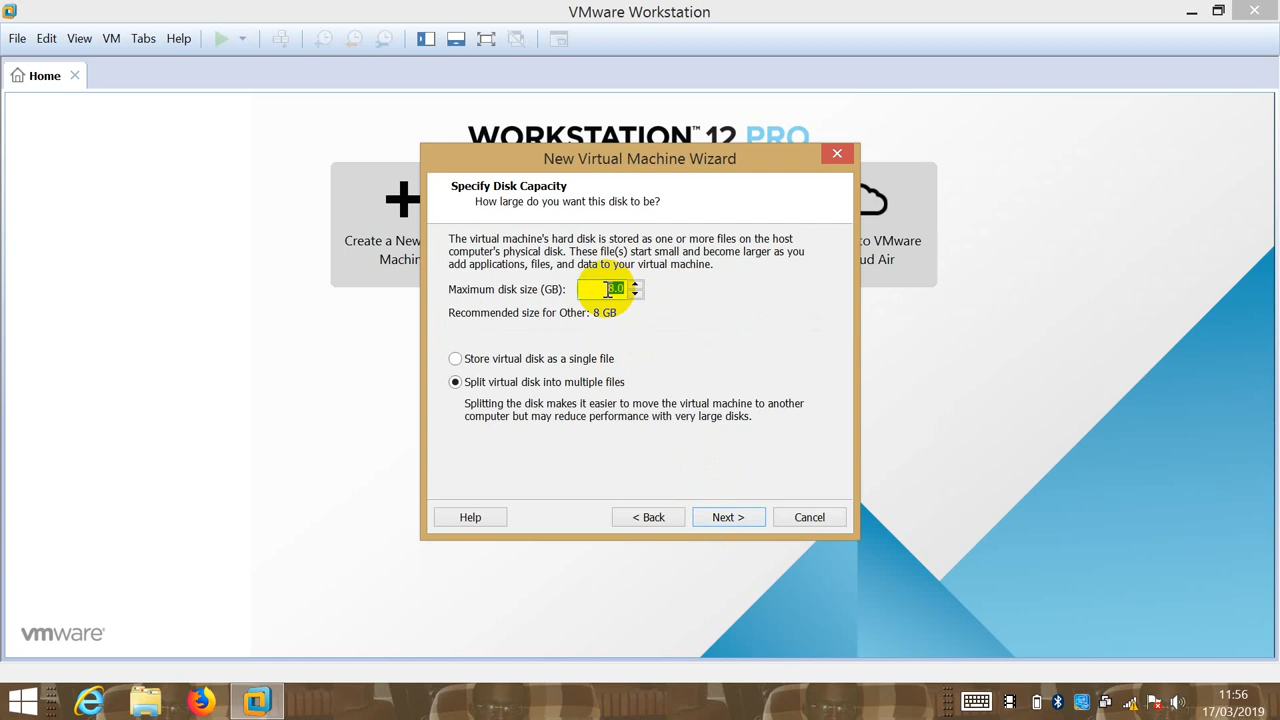 VMware Workstation
File Edit View VM Tabs Help
Home
WORKSTATION™ 12 PRO
New Virtual Machine Wizard
Specify Disk Capacity
How large do you want this disk to be?
Create a New
Machin
to VMware
ud Air
The virtual machine's hard disk is stored as one or more files on the host
computer's physical disk. These file(s) start small and become larger as you
add applications, files, and data to your virtual machine.
Maximum disk size (GB): 8.0
Recommended size for Other: 8 GB
Store virtual disk as a single file
Split virtual disk into multiple files
Splitting the disk makes it easier to move the virtual machine to another
computer but may reduce performance with very large disks.
Help < Back Next > Cancel
vmware®
11:56
17/03/2019